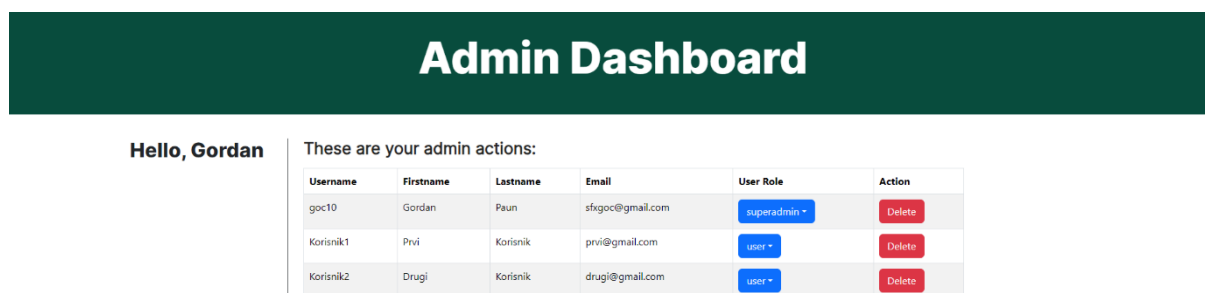 Admin Dashboard
Hello, Gordan
These are your admin actions:
Username Firstname Lastname Email User Role Action
goc10 Gordan Paun sfxgoc@gmail.com superadmin Delete
Korisnik1 Prvi Korisnik prvi@gmail.com user Delete
Korisnik2 Drugi Korisnik drugi@gmail.com user Delete